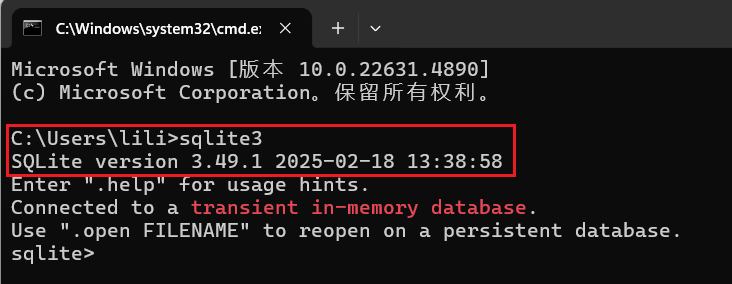 C:\Windows\system32\cmd.ex
Microsoft Windows [版本 10.0.22631.4890]
(c) Microsoft Corporation。保留所有权利。
C:\Users\lili>sqlite3
SQLite version 3.49.1 2025-02-18 13:38:58
Enter ".help" for usage hints.
Connected to a transient in-memory database.
Use ".open FILENAME" to reopen on a persistent database.
sqlite>